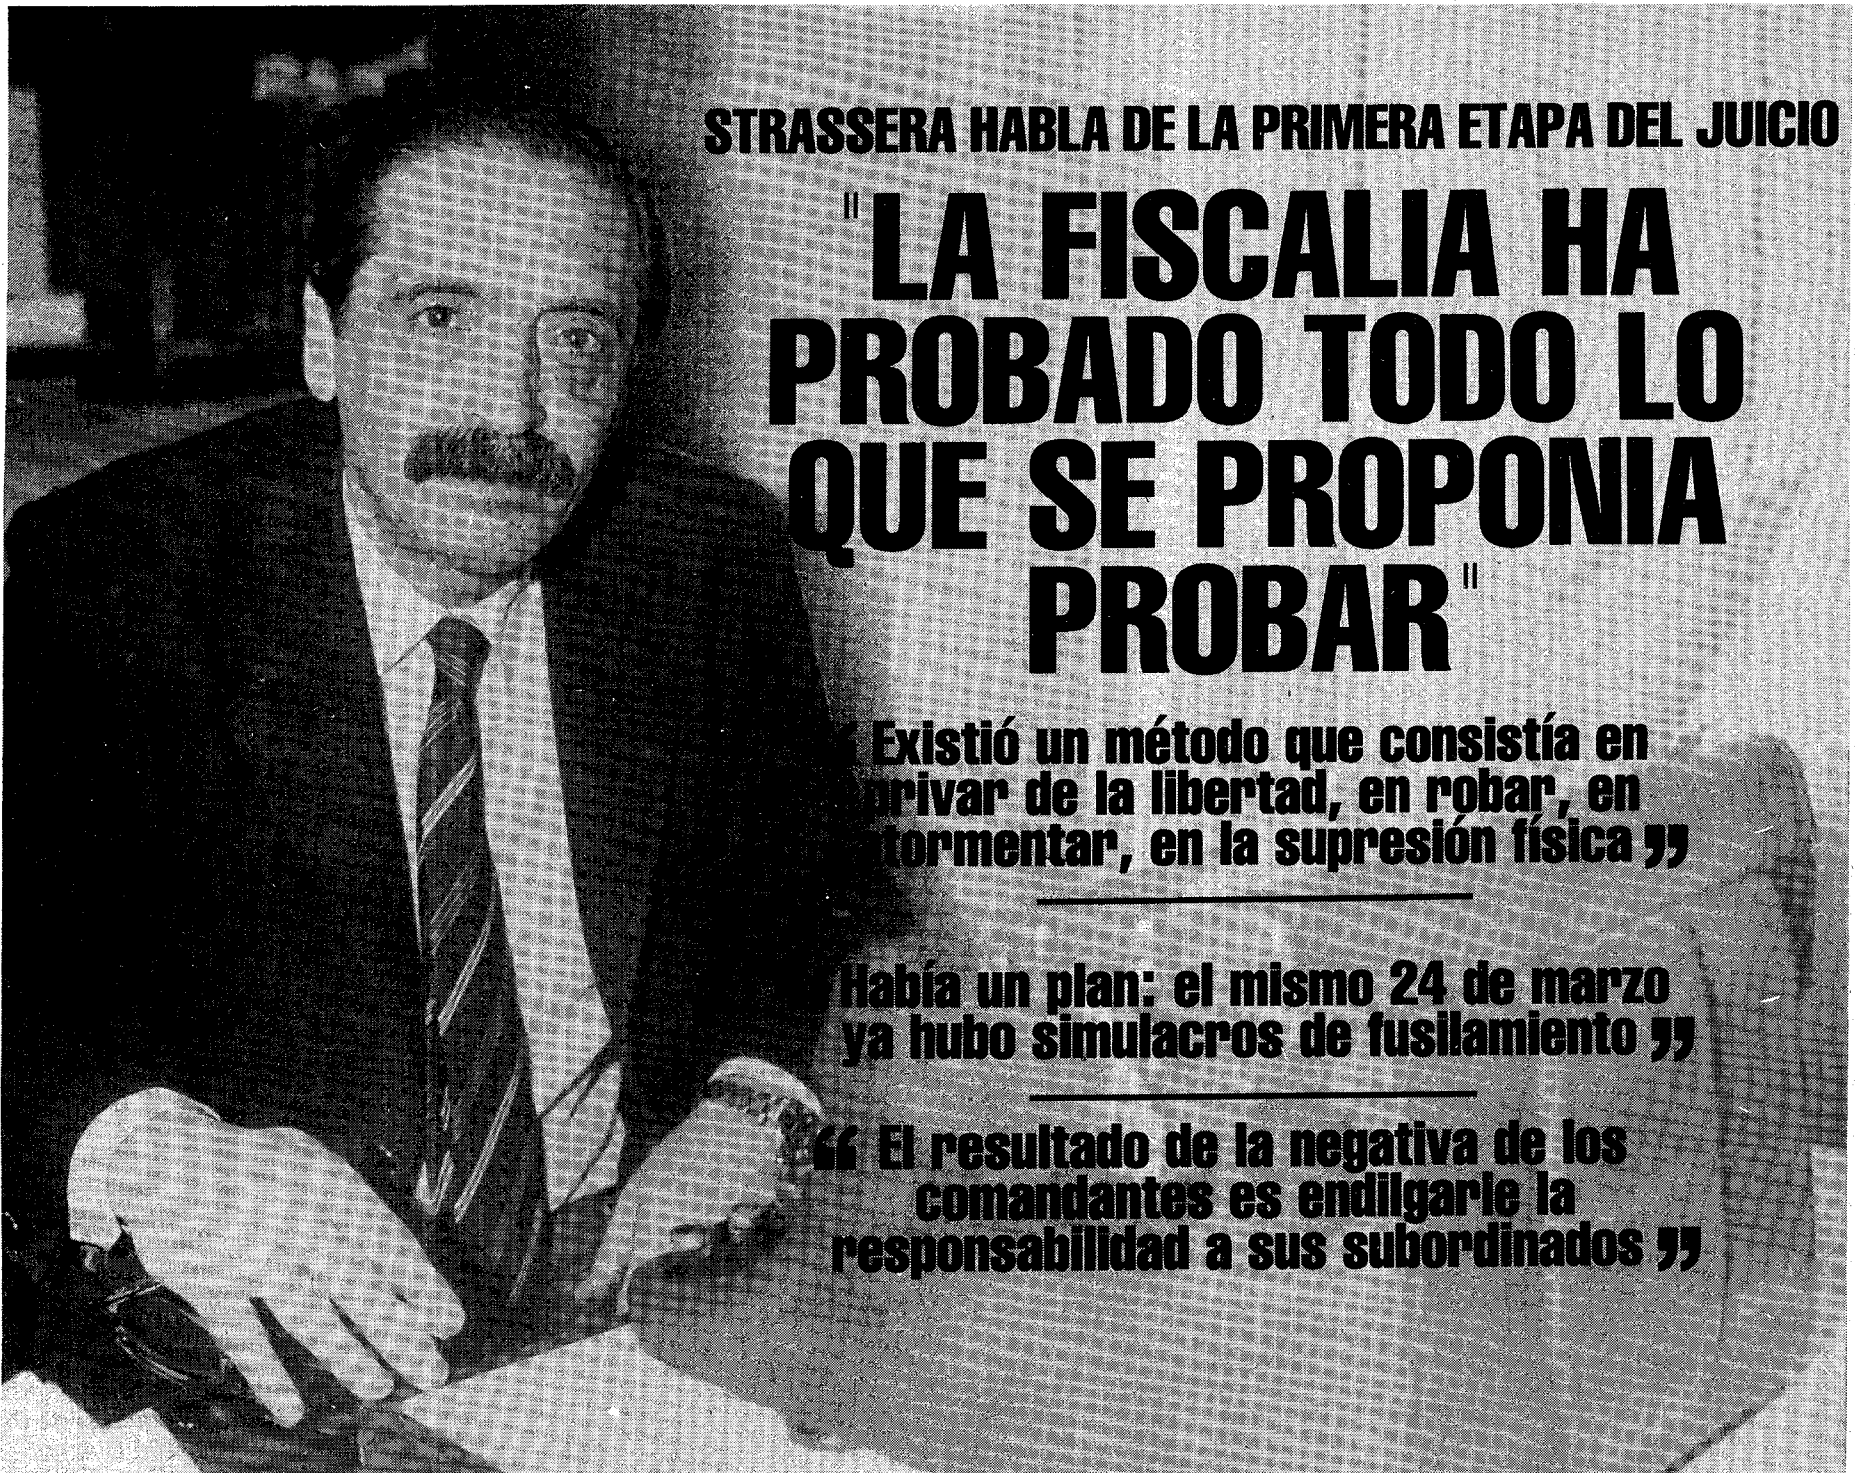 STRASSERA HABLA DE LA PRIMERA ETAPA DEL JUICIO
"LA FISCALIA HA
PROBADO TODO LO
QUE SE PROPONIA
PROBAR"
Existió un método que consistía en
privar de la libertad, en robar, en
atormentar, en la supresión física”
Había un plan: el mismo 24 de marzo
ya hubo simulacros de fusilamiento”
“El resultado de la negativa de los
comandantes es endilgarle la
responsabilidad a sus subordinados”